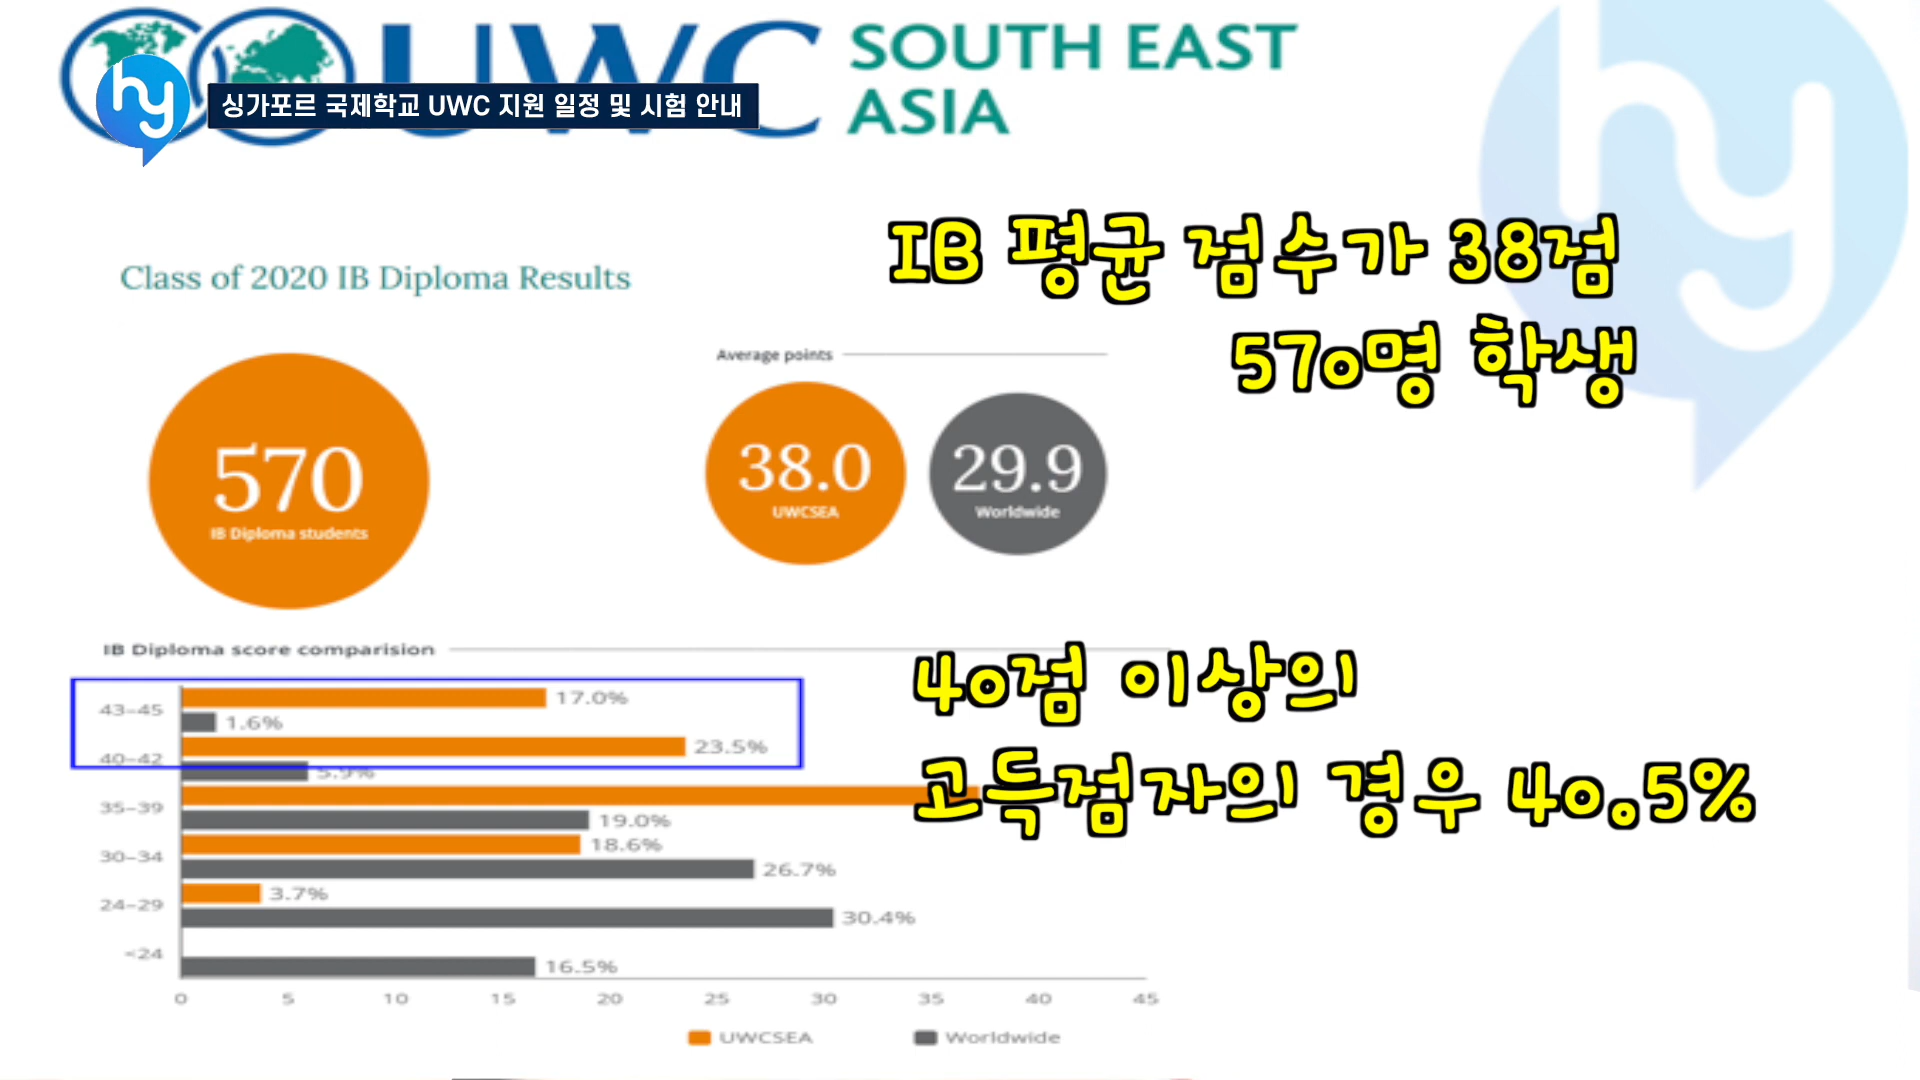 UWC SOUTH EAST
ASIA
hy
싱가포르 국제학교 UWC 지원 일정 및 시험 안내
hy
IB 평균 점수가 38점
570명 학생
Class of 2020 IB Diploma Results
570
IB Diploma students
Average points
38.0
UWCSEA
29.9
Worldwide
IB Diploma score comparision
40점 이상의
고득점자의 경우 40.5%
43-45
17.0%
1.6%
40-42
23.5%
5.9%
35-39
19.0%
30-34
18.6%
26.7%
24-29
3.7%
30.4%
<24
16.5%
0 5 10 15 20 25 30 35 40 45
UWCSEA
Worldwide